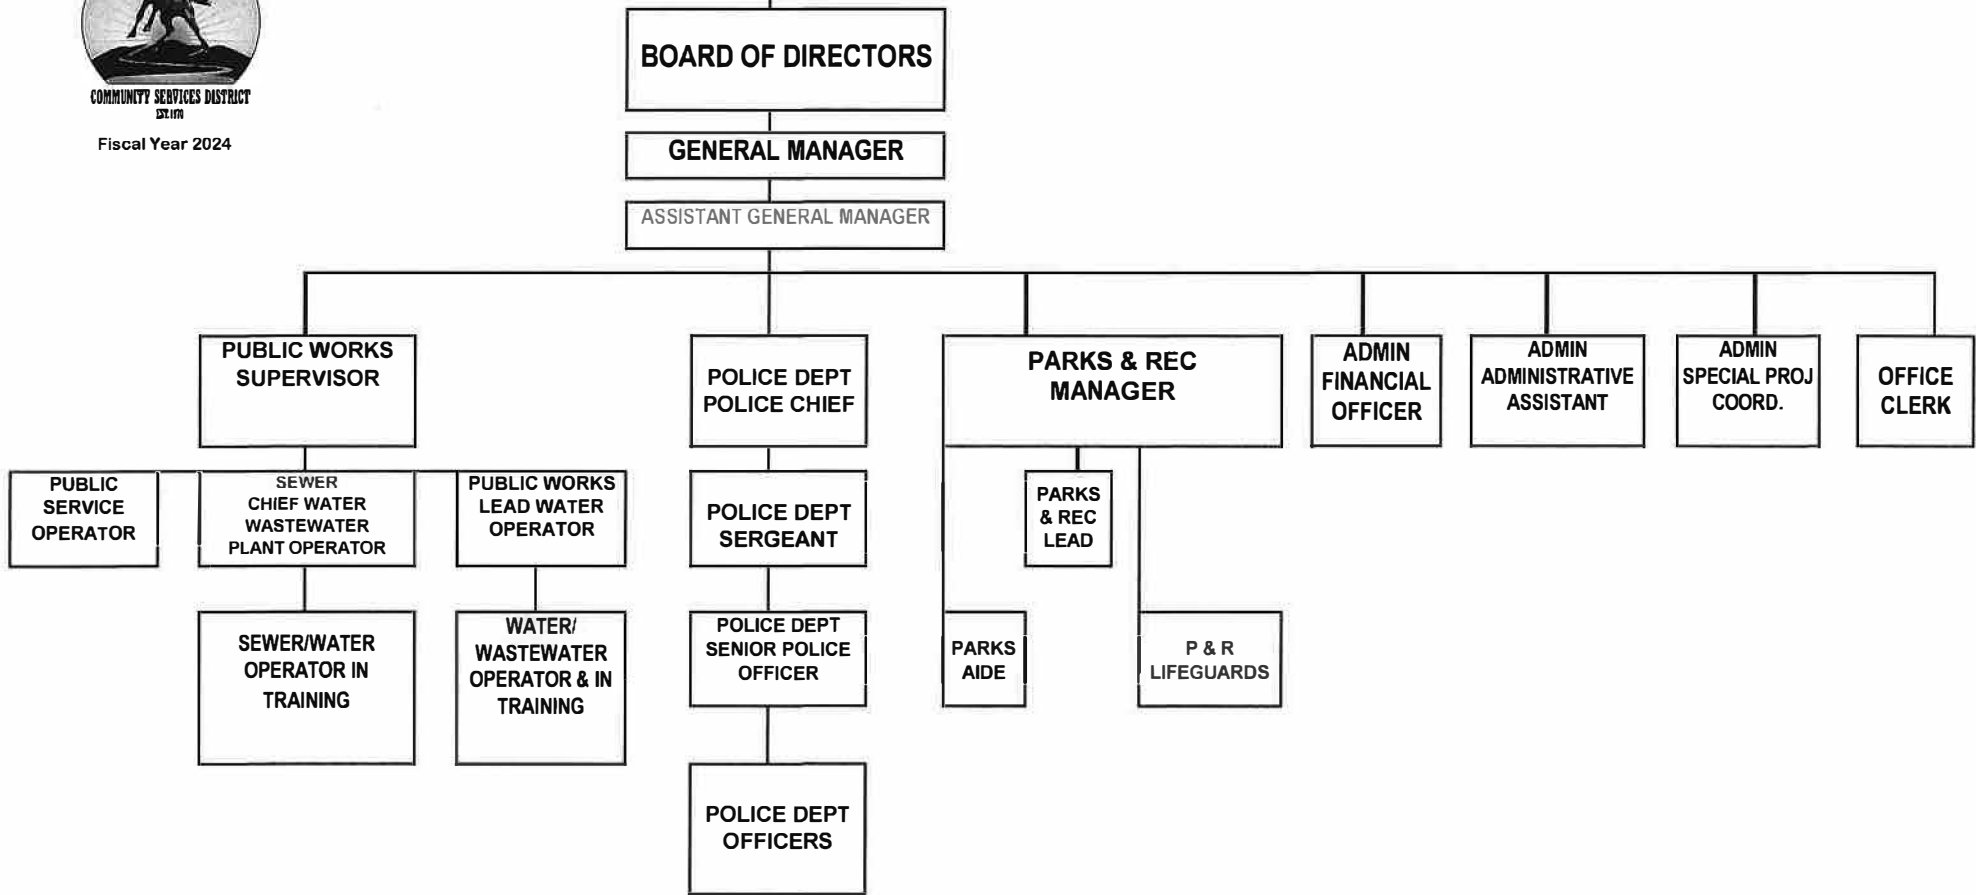 COMMUNITY SERVICES DISTRICT
Fiscal Year 2024
BOARD OF DIRECTORS
GENERAL MANAGER
ASSISTANT GENERAL MANAGER
PUBLIC WORKS
SUPERVISOR
POLICE DEPT
POLICE CHIEF
PARKS & REC
MANAGER
ADMIN
FINANCIAL
OFFICER
ADMIN
ADMINISTRATIVE
ASSISTANT
ADMIN
SPECIAL PROJ
COORD.
OFFICE
CLERK
PUBLIC
SERVICE
OPERATOR
SEWER
CHIEF WATER
WASTEWATER
PLANT OPERATOR
PUBLIC WORKS
LEAD WATER
OPERATOR
POLICE DEPT
SERGEANT
PARKS
& REC
LEAD
SEWER/WATER
OPERATOR IN
TRAINING
WATER/
WASTEWATER
OPERATOR & IN
TRAINING
POLICE DEPT
SENIOR POLICE
OFFICER
PARKS
AIDE
P & R
LIFEGUARDS
POLICE DEPT
OFFICERS